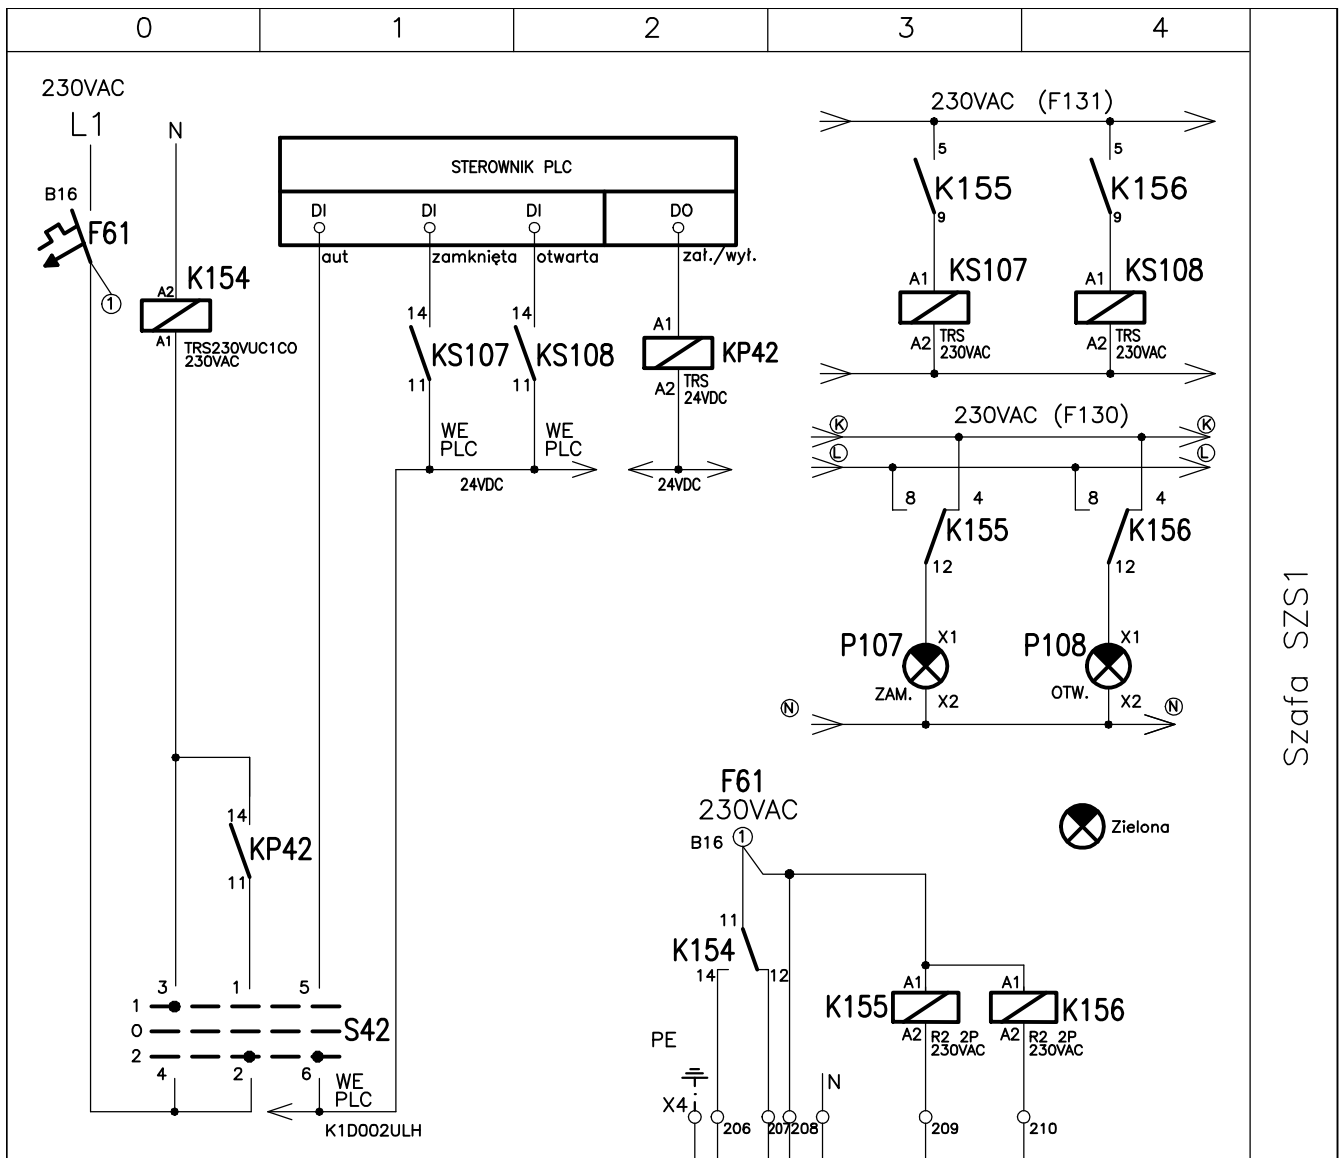 0 1 2 3 4
230VAC
L1
N
B16
F61
1
K154
A2
A1
TRS230VUC1CO
230VAC
STEROWNIK PLC
DI DI DI DO
aut zamknięta otwarta zał./wył.
14 14
KS107 KS108
11 11
WE
PLC
WE
PLC
24VDC
A1
KP42
A2
TRS
24VDC
24VDC
230VAC (F131)
5 5
K155 K156
9 9
A1 KS107 A1 KS108
A2 TRS
230VAC
A2 TRS
230VAC
230VAC (F130)
K K
L L
8 4 8 4
K155 K156
12 12
P107 X1 P108 X1
ZAM. X2 OTW. X2
N N
Zielona
Szafa SZS1
14
KP42
11
3 1 5
1
0 S42
2
4 2 6
WE
PLC
K1D002ULH
F61
230VAC
B16 1
11
K154
14 12
A1 A1
K155 K156
A2 R2 2P
230VAC
A2 R2 2P
230VAC
PE
N
X4
206 207 208 209 210